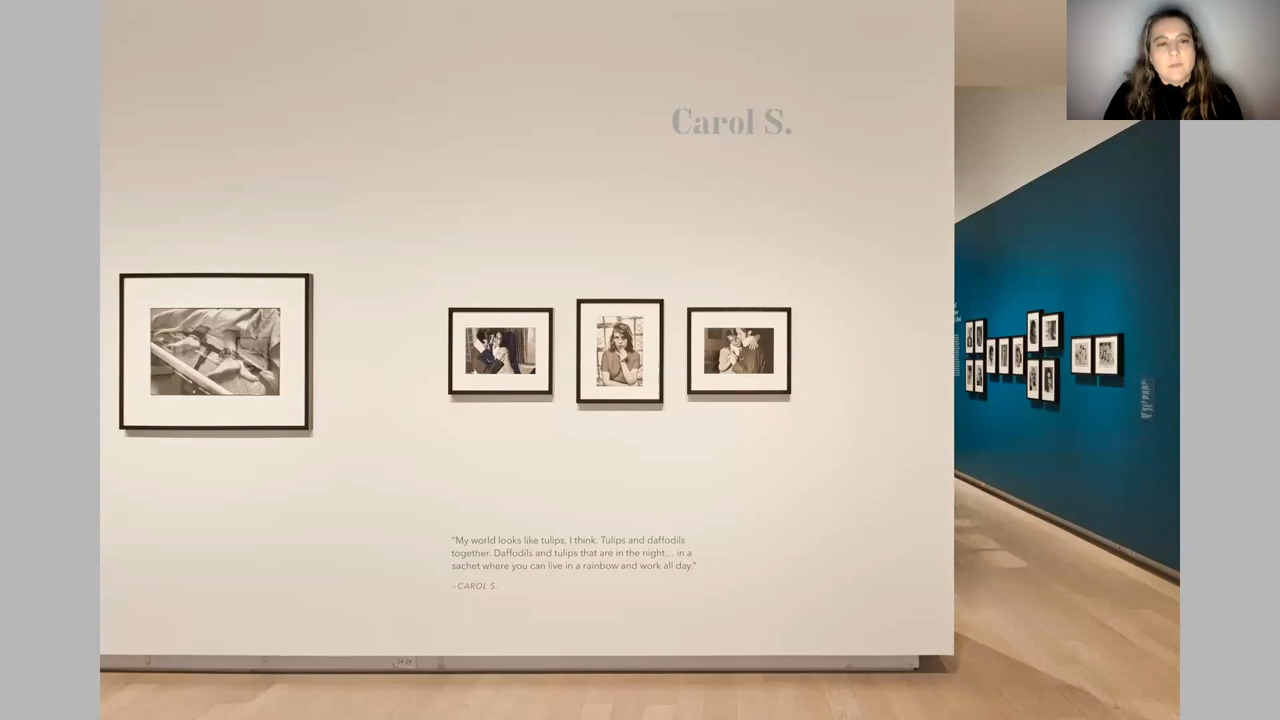 Carol S.
“My world looks like tulips, I think. Tulips and daffodils
together. Daffodils and tulips that are in the night... in a
sachet where you can live in a rainbow and work all day.”
–CAROL S.